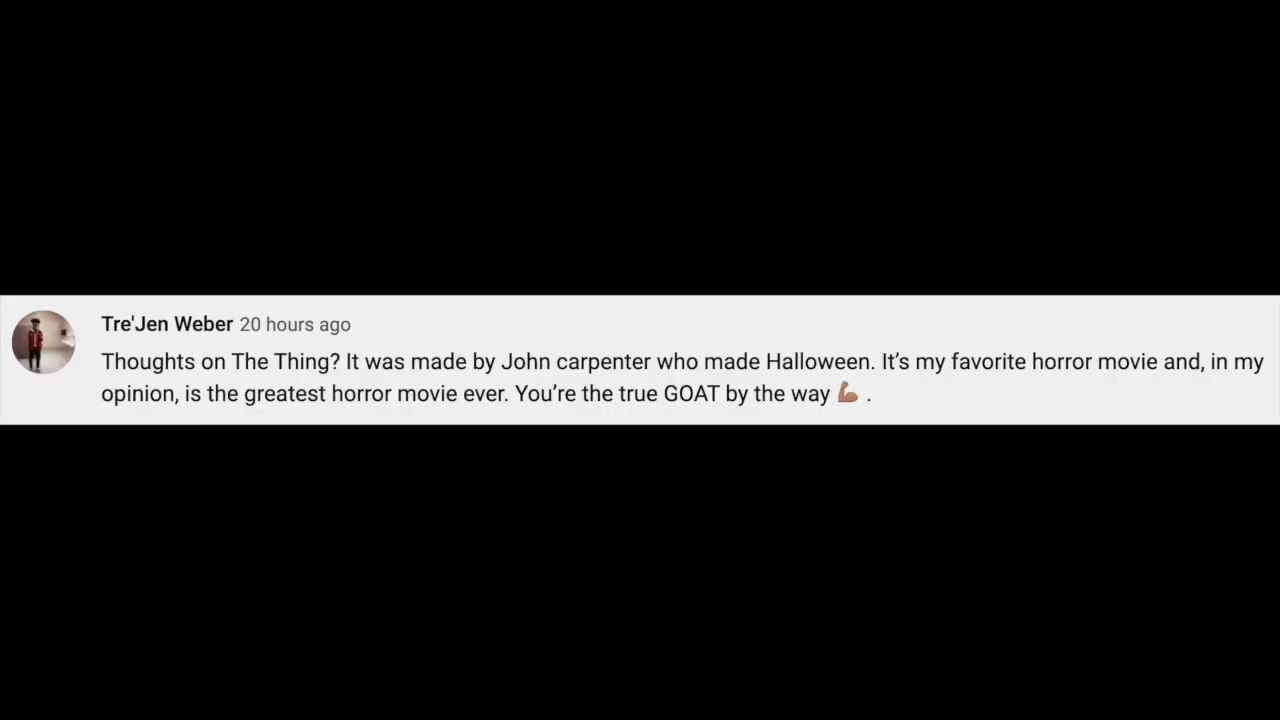 Tre'Jen Weber 20 hours ago
Thoughts on The Thing? It was made by John carpenter who made Halloween. It’s my favorite horror movie and, in my
opinion, is the greatest horror movie ever. You’re the true GOAT by the way 💪🏽 .